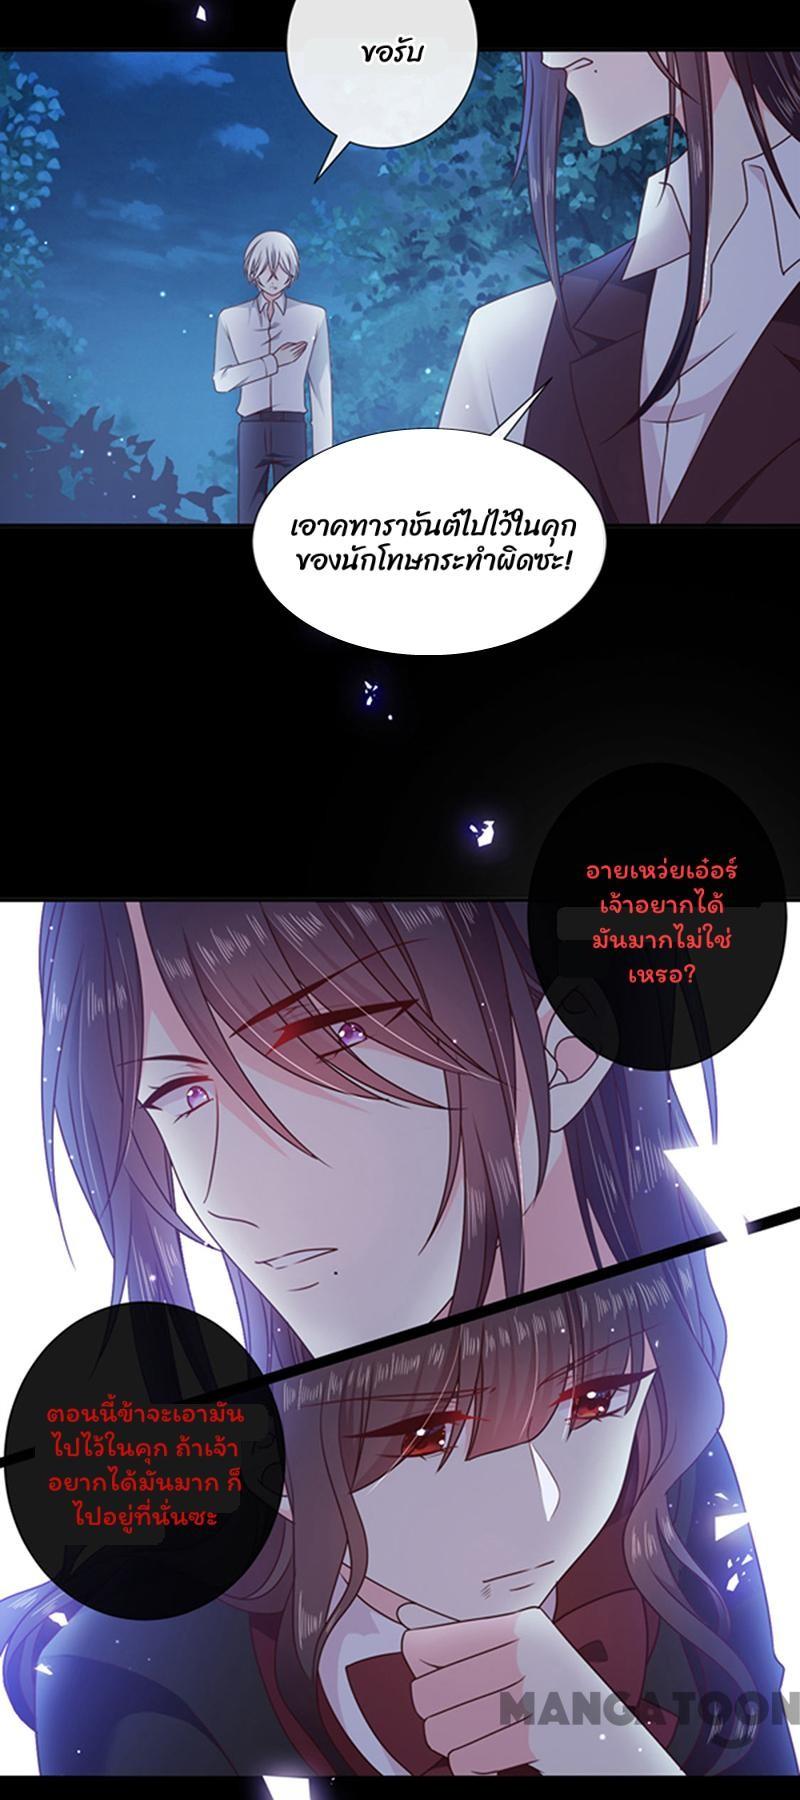 ขอรับ
เอาคฑาราชันต์ไปไว้ในคุก
ของนักโทษกระทำผิดซะ!
อายเหว่ยเอ๋อร์
เจ้าอยากได้
มันมากไม่ใช่
เหรอ?
ตอนนี้ข้าจะเอามัน
ไปไว้ในคุก ถ้าเจ้า
อยากได้มันมาก ก็
ไปอยู่ที่นั่นซะ
MANGATOON